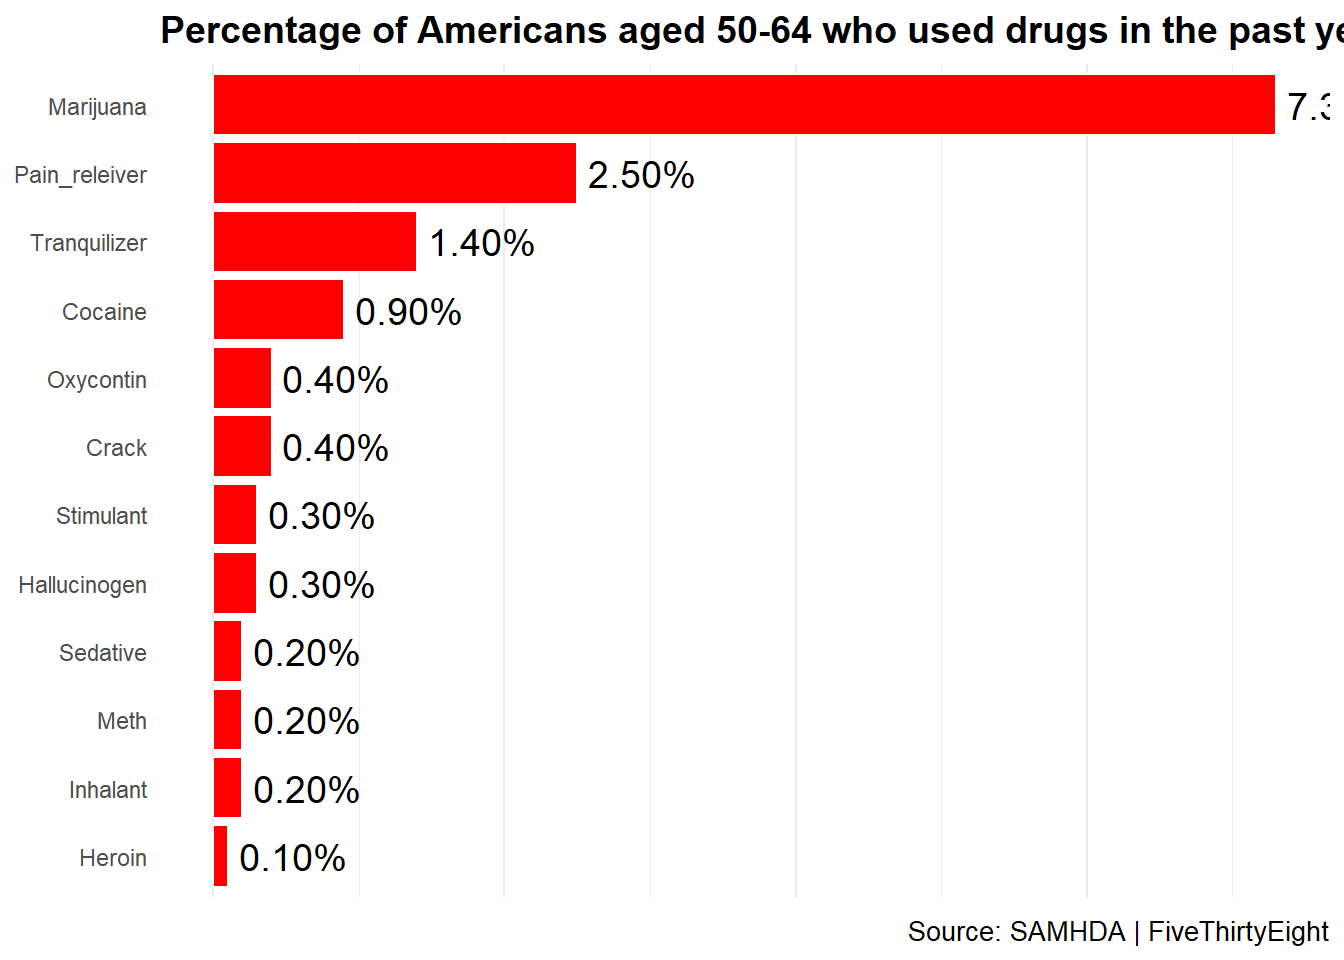 Percentage of Americans aged 50-64 who used drugs in the past ye
Marijuana 7.3
Pain_releiver 2.50%
Tranquilizer 1.40%
Cocaine 0.90%
Oxycontin 0.40%
Crack 0.40%
Stimulant 0.30%
Hallucinogen 0.30%
Sedative 0.20%
Meth 0.20%
Inhalant 0.20%
Heroin 0.10%
Source: SAMHDA | FiveThirtyEight